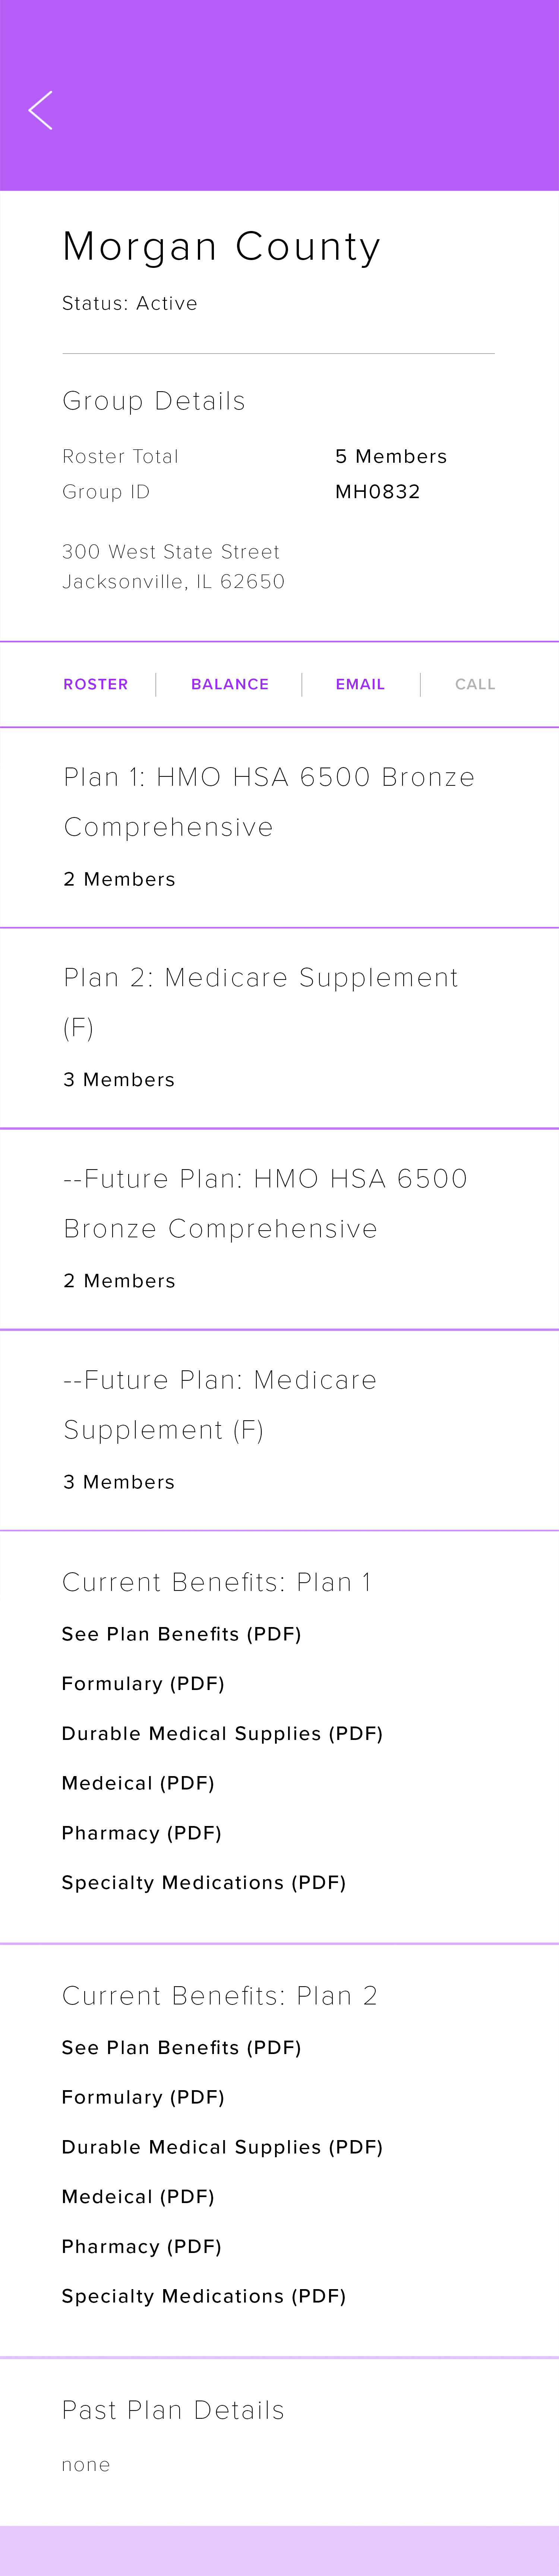 Morgan County
Status: Active
Group Details
Roster Total 5 Members
Group ID MH0832
300 West State Street
Jacksonville, IL 62650
ROSTER BALANCE EMAIL CALL
Plan 1: HMO HSA 6500 Bronze
Comprehensive
2 Members
Plan 2: Medicare Supplement
(F)
3 Members
--Future Plan: HMO HSA 6500
Bronze Comprehensive
2 Members
--Future Plan: Medicare
Supplement (F)
3 Members
Current Benefits: Plan 1
See Plan Benefits (PDF)
Formulary (PDF)
Durable Medical Supplies (PDF)
Medeical (PDF)
Pharmacy (PDF)
Specialty Medications (PDF)
Current Benefits: Plan 2
See Plan Benefits (PDF)
Formulary (PDF)
Durable Medical Supplies (PDF)
Medeical (PDF)
Pharmacy (PDF)
Specialty Medications (PDF)
Past Plan Details
none